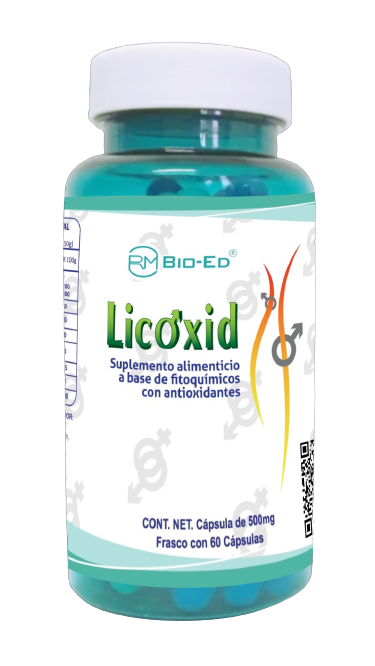 RM BIO-ED®
Licoxid
Suplemento alimenticio
a base de fitoquímicos
con antioxidantes
CONT. NET. Cápsula de 500mg
Frasco con 60 Cápsulas